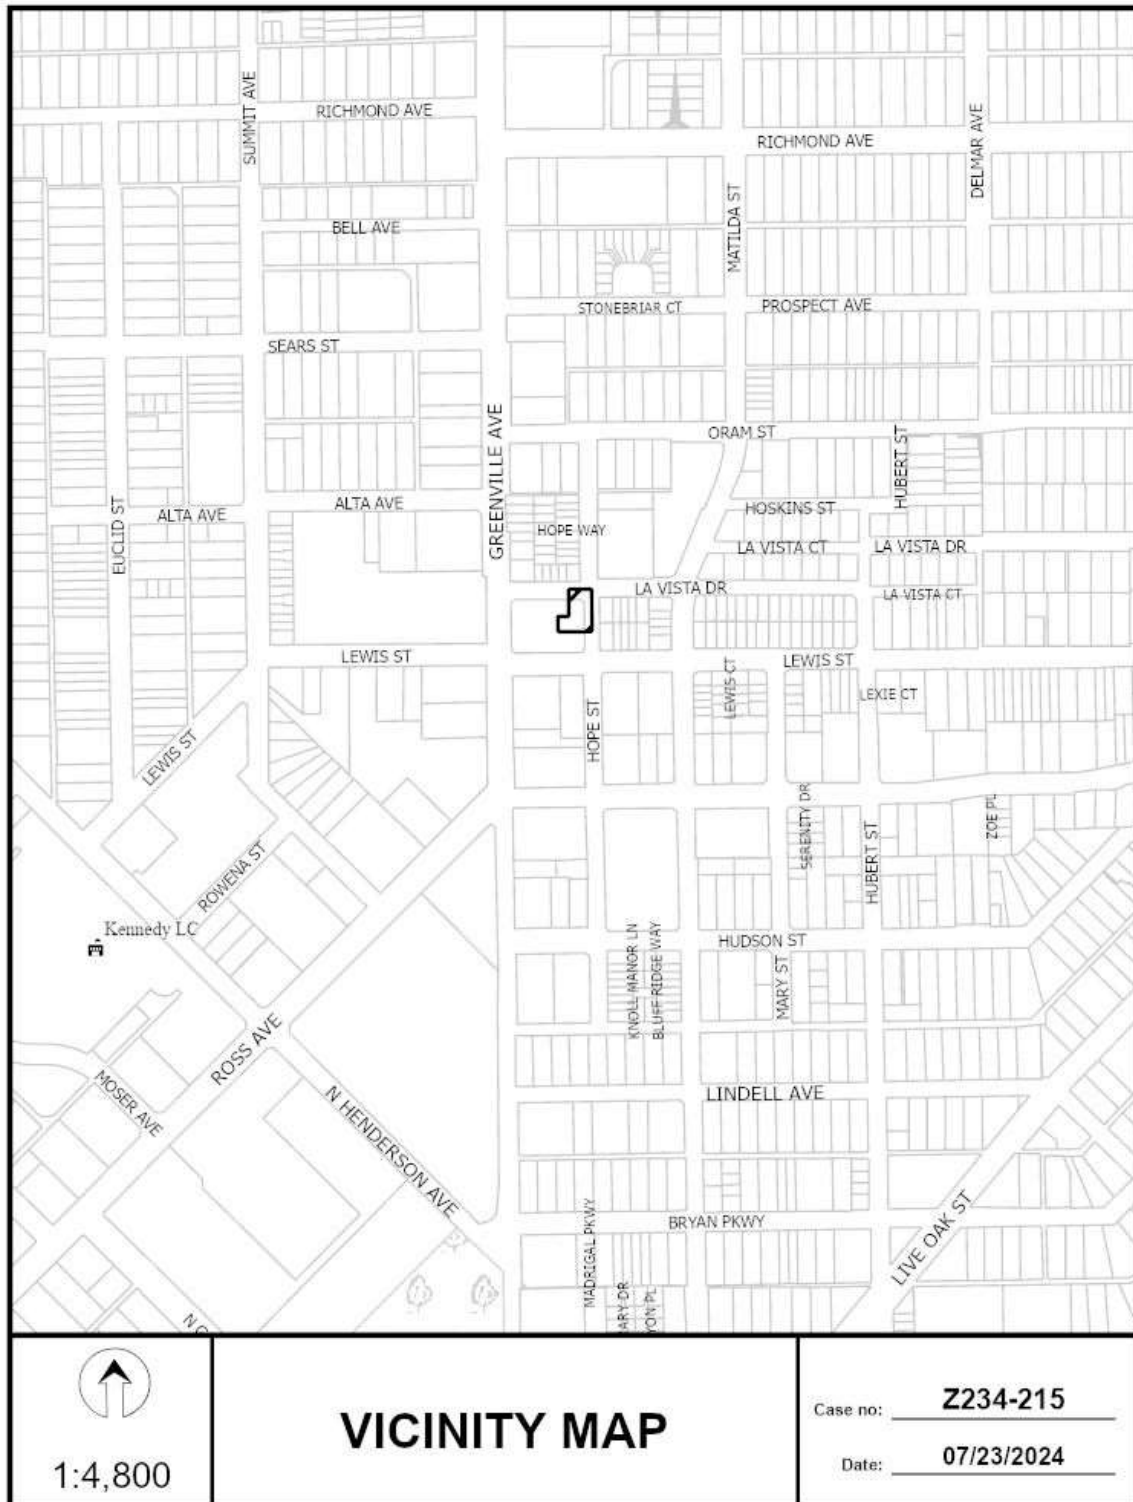 SUMMIT AVE
RICHMOND AVE
DELMAR AVE
RICHMOND AVE
MATILDA ST
BELL AVE
STONEBRIAR CT
PROSPECT AVE
SEARS ST
GREENVILLE AVE
ORAM ST
HUBERT ST
EUCLID ST
ALTA AVE
ALTA AVE
HOPE WAY
HOSKINS ST
LA VISTA CT
LA VISTA DR
LA VISTA DR
LA VISTA CT
LEWIS ST
LEWIS ST
LEWIS CT
LEXIE CT
HOPE ST
LEWIS ST
SERENITY DR
ZOE PL
HUBERT ST
ROWENA ST
Kennedy LC
KNOLL MANOR LN
BLUFF RIDGE WAY
HUDSON ST
MARY ST
ROSS AVE
MOSER AVE
N HENDERSON AVE
LINDELL AVE
MADRIGAL PKWY
BRYAN PKWY
LIVE OAK ST
ARY DR
YON PL
1:4,800
VICINITY MAP
Case no: Z234-215
Date: 07/23/2024